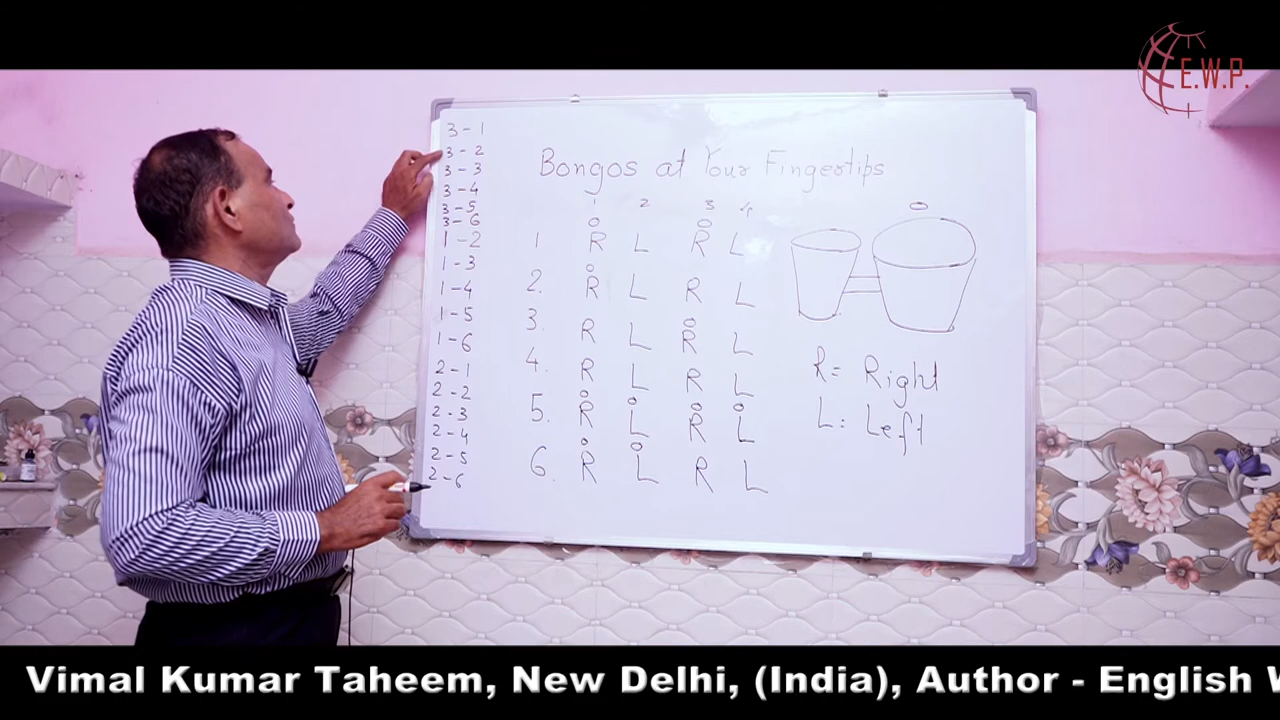 E.W.P.
3 - 1
3 - 2
3 - 3
3 - 4
3 - 5
3 - 6
1 - 2
1 - 3
1 - 4
1 - 5
1 - 6
2 - 1
2 - 2
2 - 3
2 - 4
2 - 5
2 - 6
Bongos at Your Fingertips
1 2 3 4
1 R L R L
2. R L R L
3. R L R L
4. R L R L
5. R L R L
6. R L R L
R= Right
L: Left
Vimal Kumar Taheem, New Delhi, (India), Author - English W